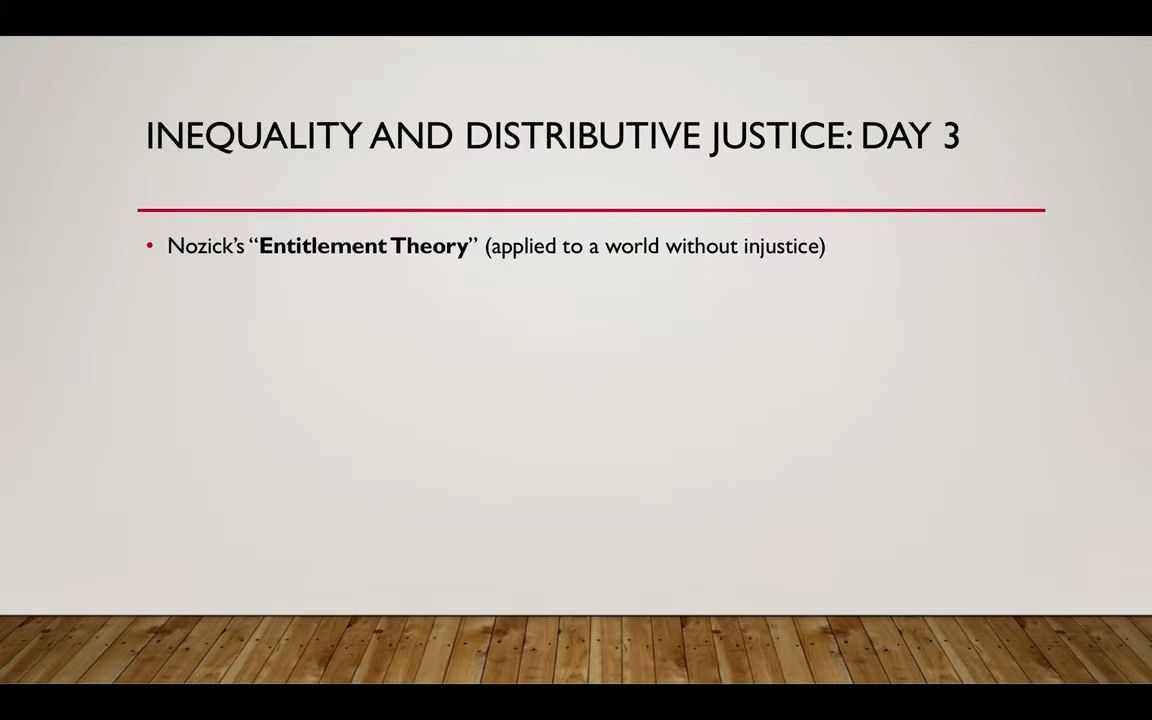 INEQUALITY AND DISTRIBUTIVE JUSTICE: DAY 3
• Nozick’s “Entitlement Theory” (applied to a world without injustice)